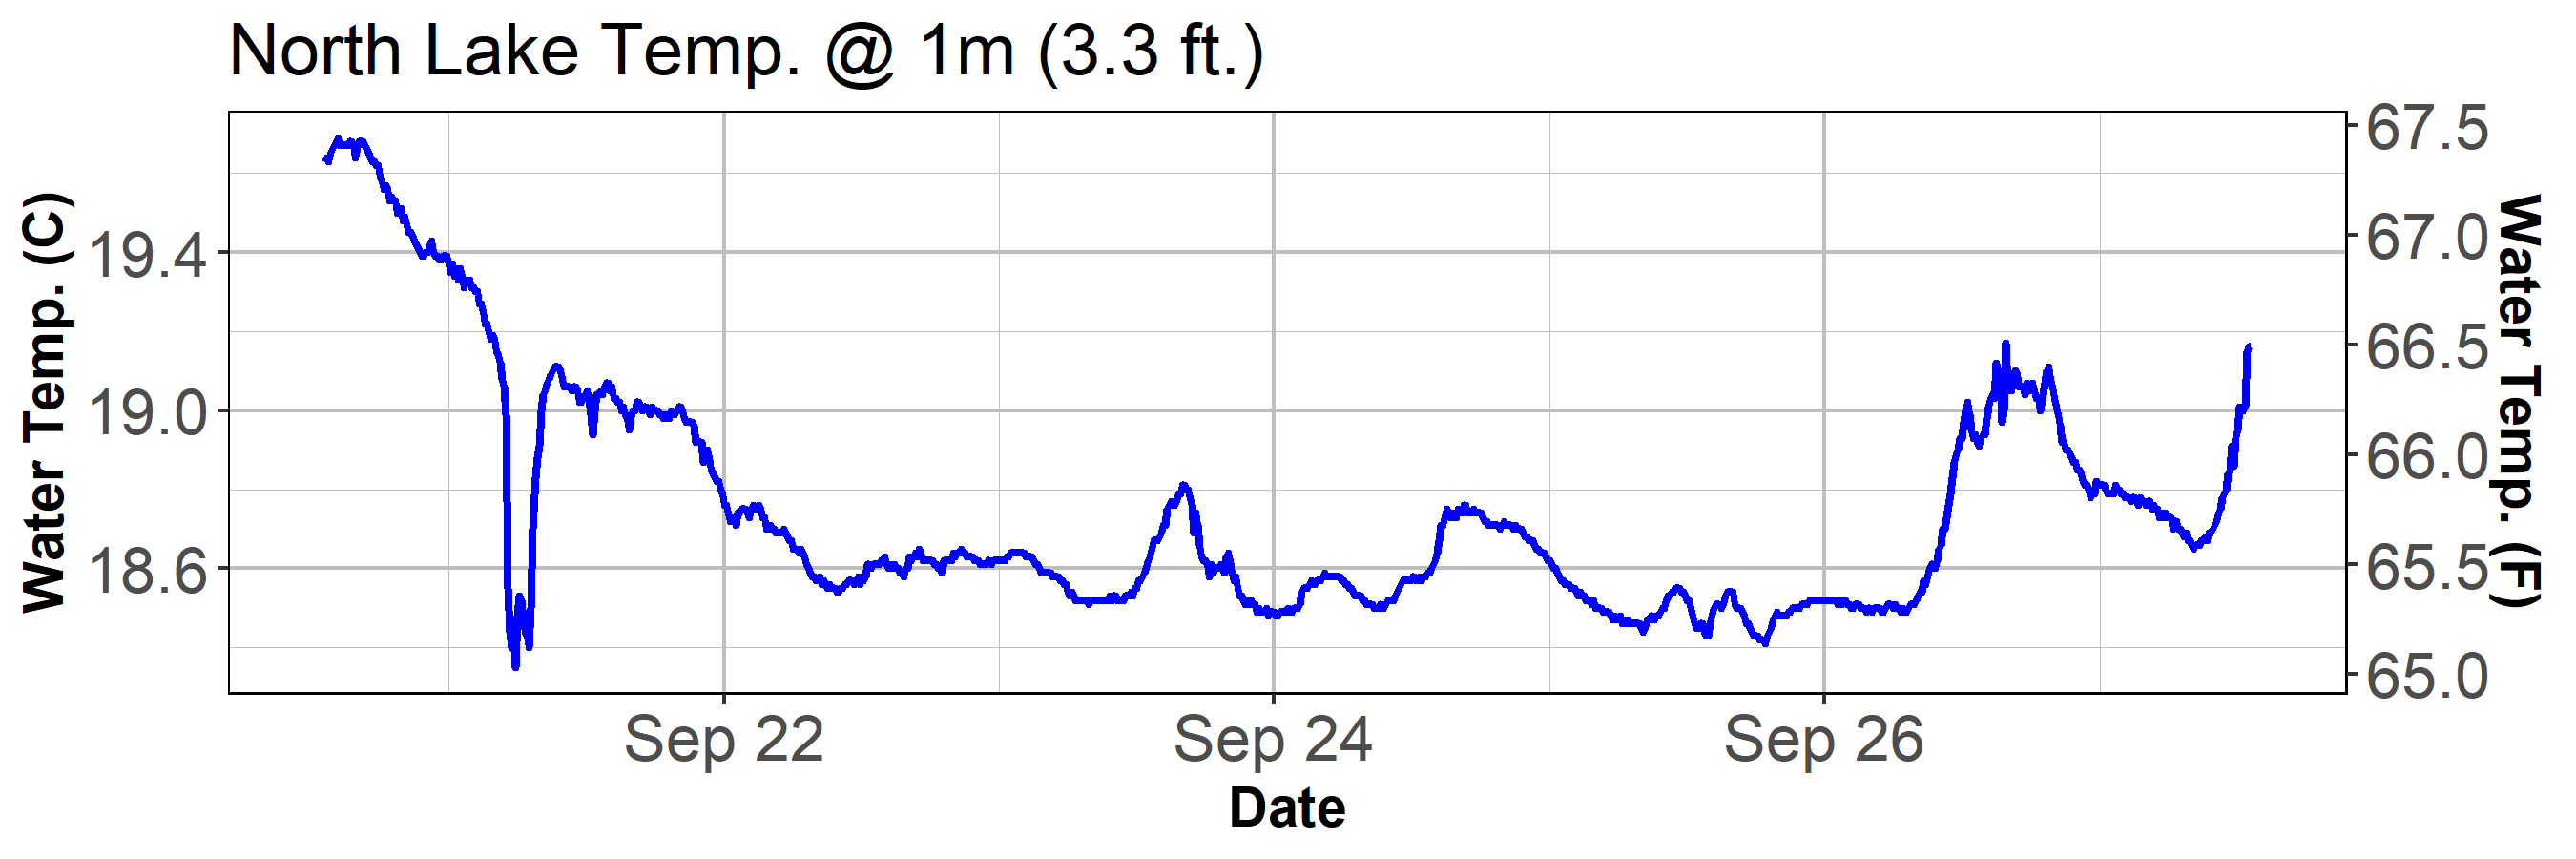 North Lake Temp. @ 1m (3.3 ft.)
Water Temp. (C)
19.4
19.0
18.6
67.5
67.0
66.5
66.0
65.5
65.0
Water Temp. (F)
Sep 22
Sep 24
Sep 26
Date